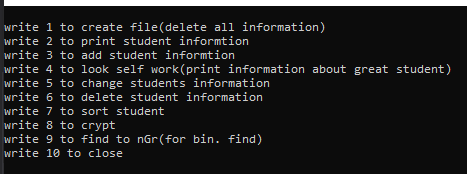 write 1 to create file(delete all information)
write 2 to print student informtion
write 3 to add student informtion
write 4 to look self work(print information about great student)
write 5 to change students information
write 6 to delete student information
write 7 to sort student
write 8 to crypt
write 9 to find to nGr(for bin. find)
write 10 to close